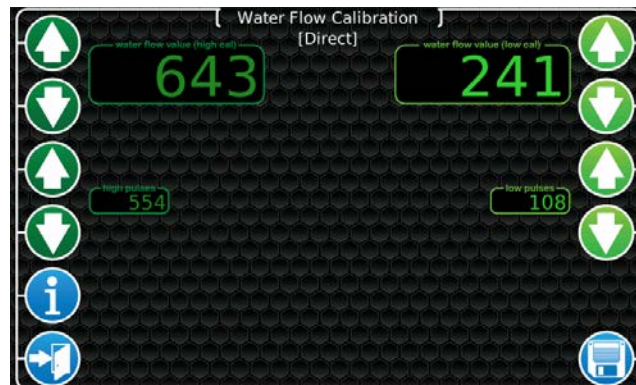 Water Flow Calibration
[Direct]
water flow value (high cal)
643
water flow value (low cal)
241
high pulses
554
low pulses
108